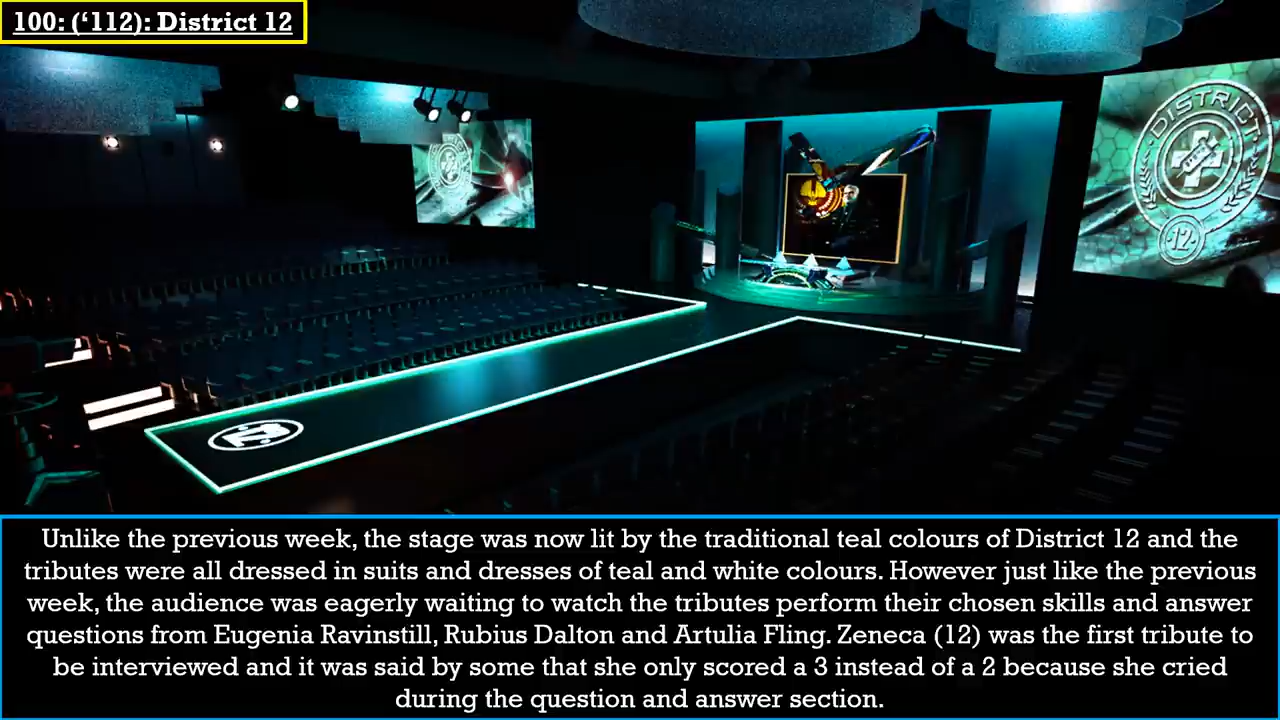 100: (‘112): District 12
DISTRICT
12
12
Unlike the previous week, the stage was now lit by the traditional teal colours of District 12 and the
tributes were all dressed in suits and dresses of teal and white colours. However just like the previous
week, the audience was eagerly waiting to watch the tributes perform their chosen skills and answer
questions from Eugenia Ravinstill, Rubius Dalton and Artulia Fling. Zeneca (12) was the first tribute to
be interviewed and it was said by some that she only scored a 3 instead of a 2 because she cried
during the question and answer section.